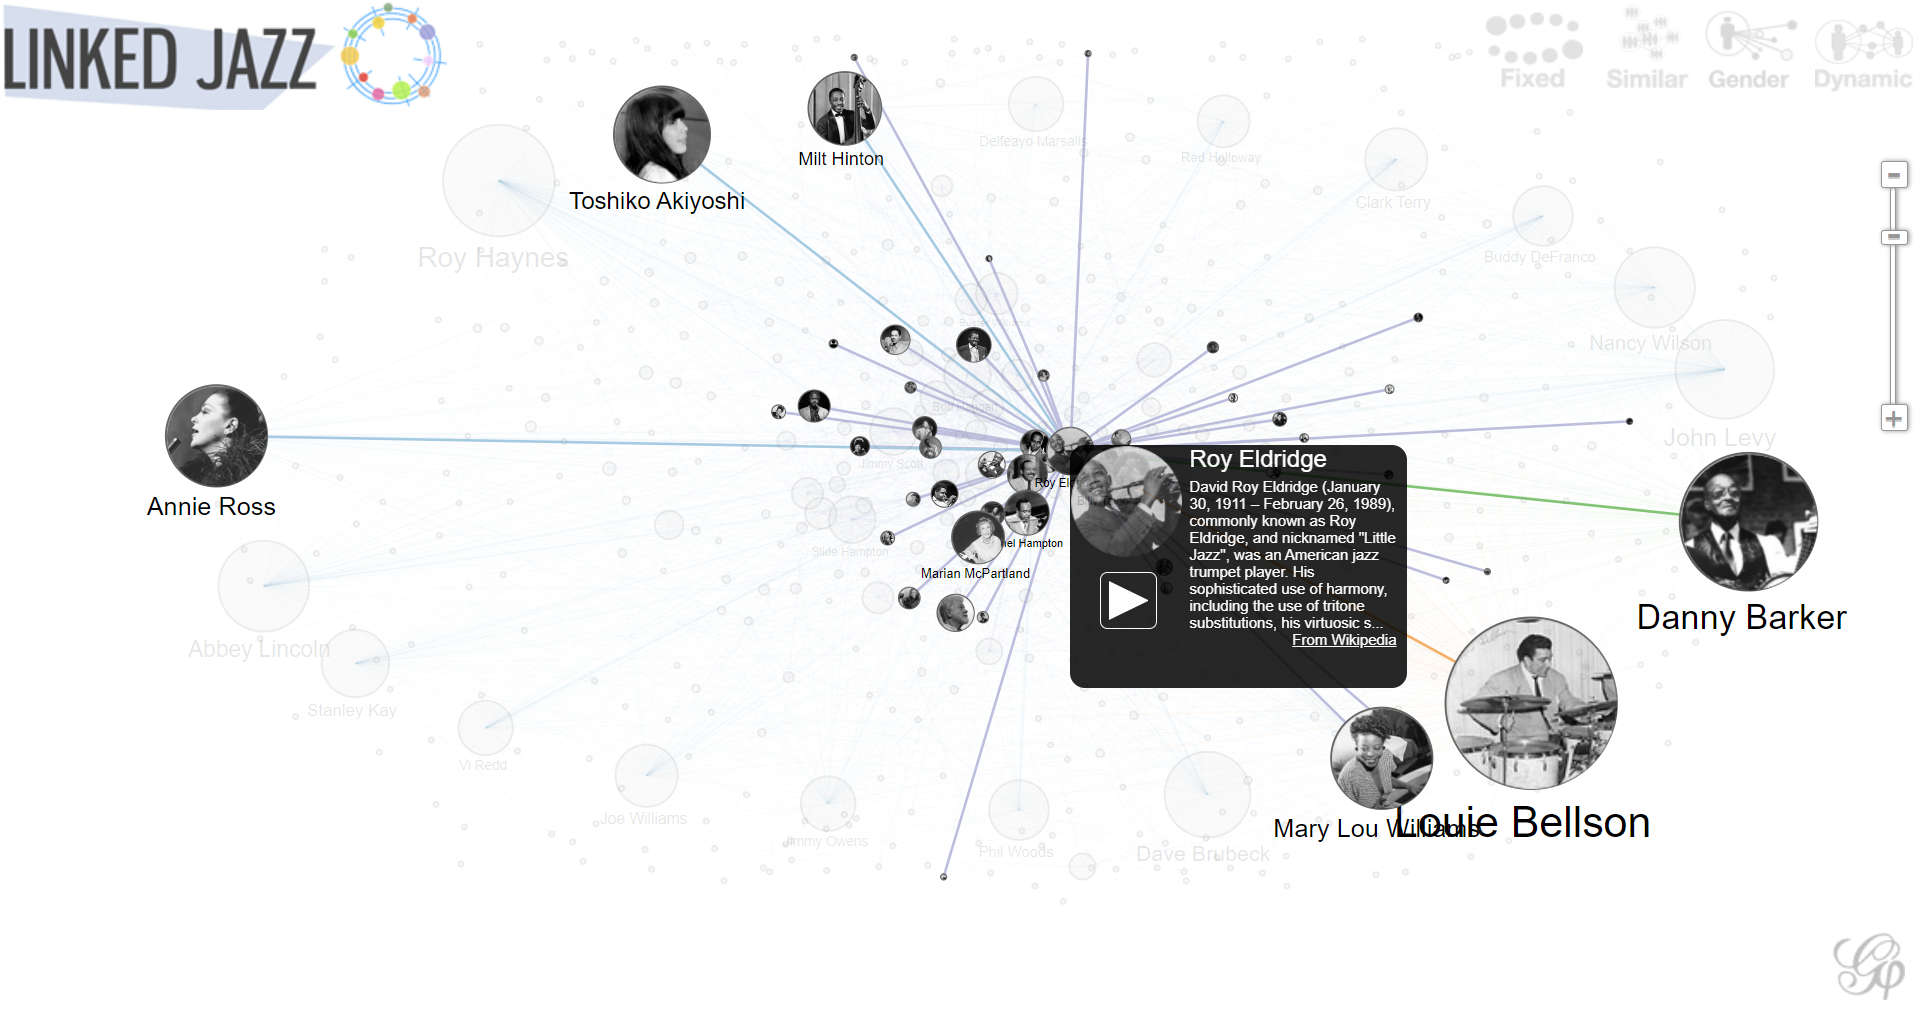 LINKED JAZZ
Fixed
Similar
Gender
Dynamic
Delfeayo Marsalis
Red Holloway
Milt Hinton
Toshiko Akiyoshi
Clark Terry
Roy Haynes
Buddy DeFranco
Nancy Wilson
John Levy
Jimmy Scott
Roy Eldridge
David Roy Eldridge (January
30, 1911 – February 26, 1989),
commonly known as Roy
Eldridge, and nicknamed "Little
Jazz", was an American jazz
trumpet player. His
sophisticated use of harmony,
including the use of tritone
substitutions, his virtuosic s...
From Wikipedia
Roy El
Annie Ross
nel Hampton
Slide Hampton
Marian McPartland
Danny Barker
Abbey Lincoln
Stanley Kay
Vi Redd
Joe Williams
Jimmy Owens
Phil Woods
Dave Brubeck
Mary Lou Williams
Louie Bellson